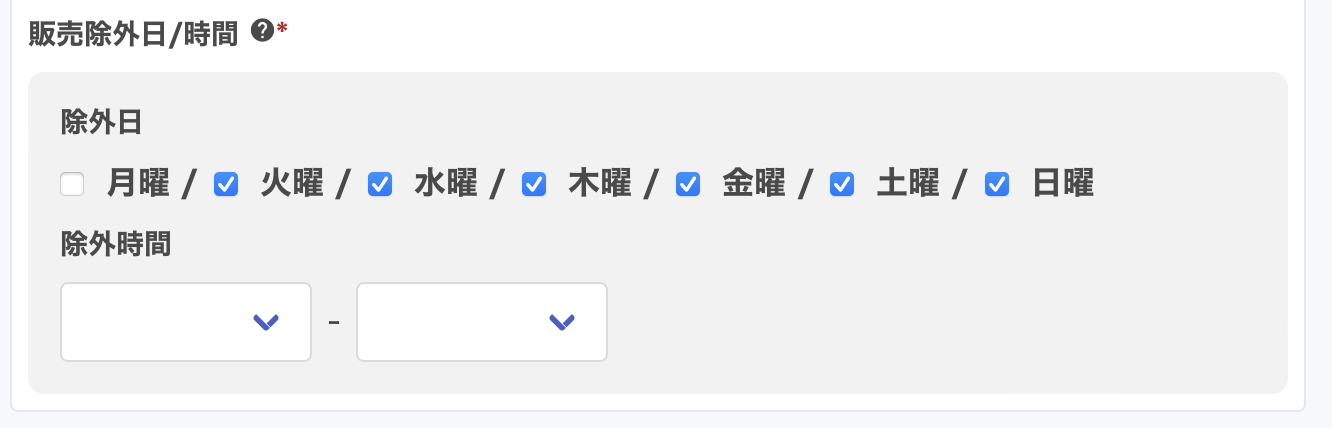 販売除外日/時間 ?*
除外日
月曜 / 火曜 / 水曜 / 木曜 / 金曜 / 土曜 / 日曜
除外時間
-